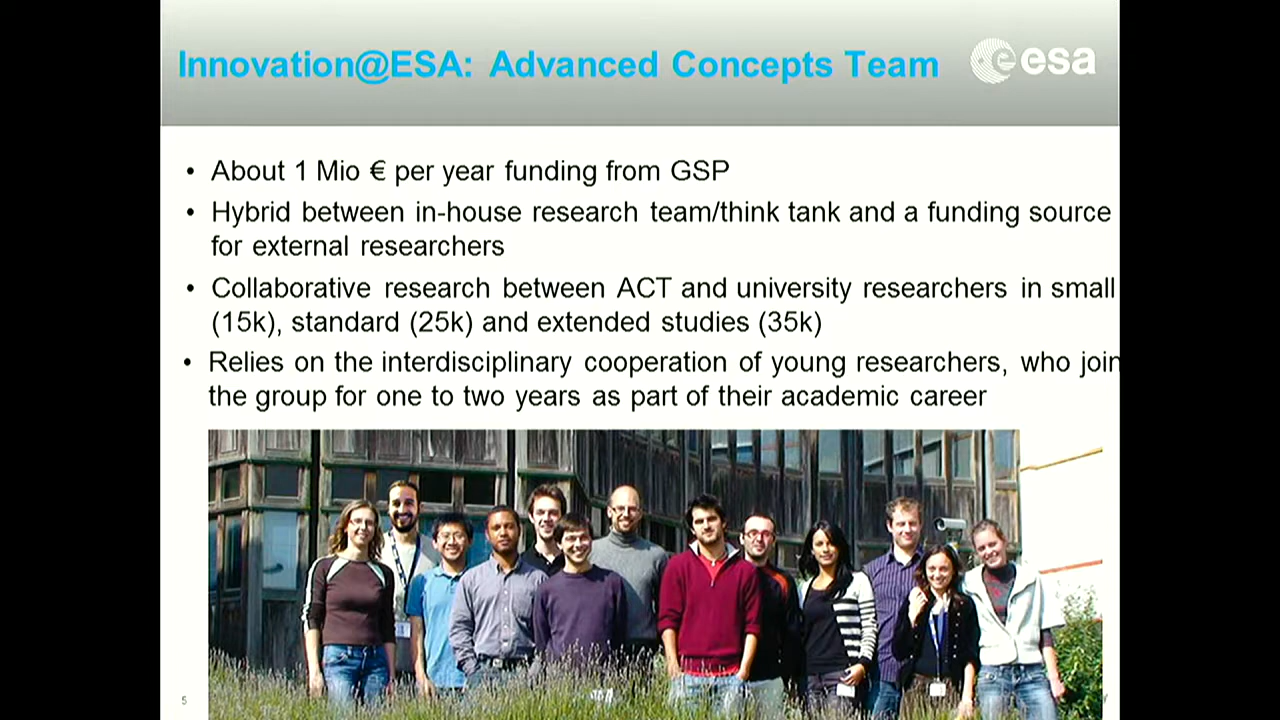 Innovation@ESA: Advanced Concepts Team
esa
• About 1 Mio € per year funding from GSP
• Hybrid between in-house research team/think tank and a funding source
for external researchers
• Collaborative research between ACT and university researchers in small
(15k), standard (25k) and extended studies (35k)
• Relies on the interdisciplinary cooperation of young researchers, who join
the group for one to two years as part of their academic career
5